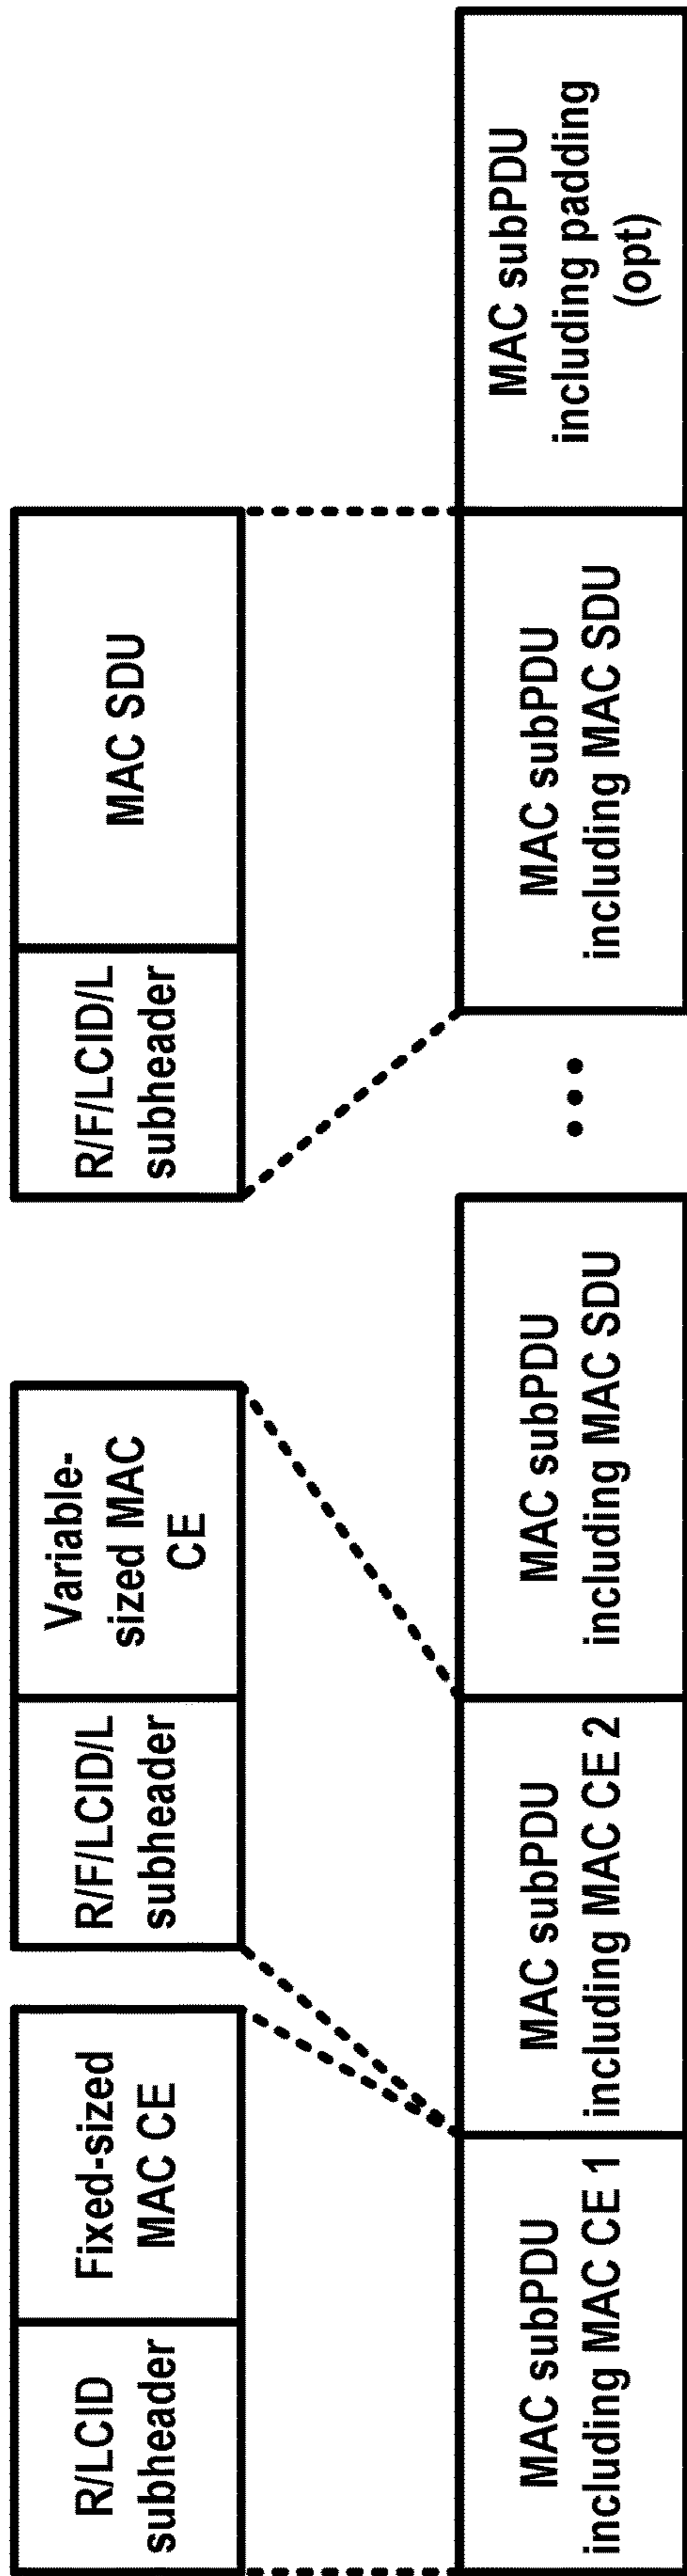 R/LCID
subheader
Fixed-sized
MAC CE
R/F/LCID/L
subheader
Variable-
sized MAC
CE
R/F/LCID/L
subheader
MAC SDU
MAC subPDU
including MAC CE 1
MAC subPDU
including MAC CE 2
MAC subPDU
including MAC SDU
•••
MAC subPDU
including MAC SDU
MAC subPDU
including padding
(opt)